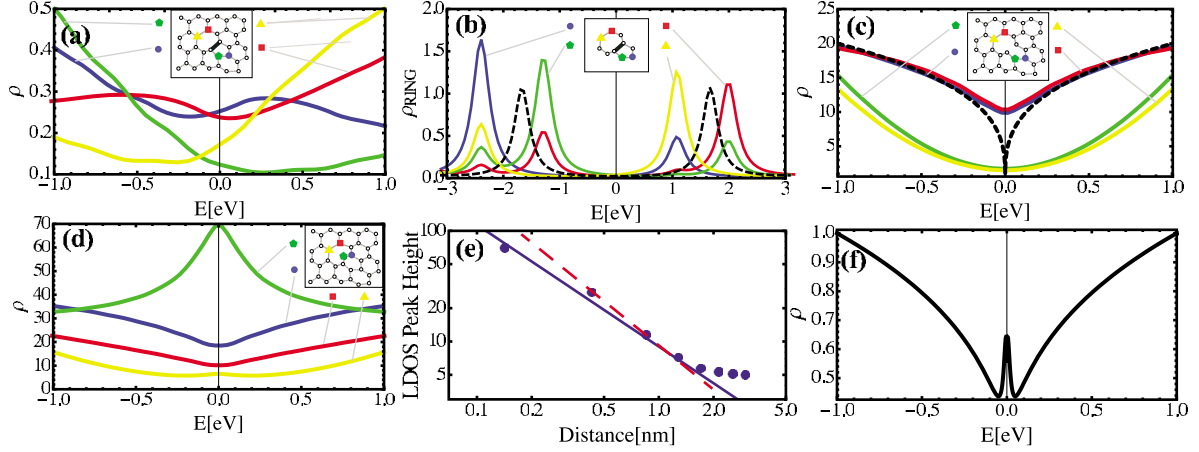 (a)
ρ
0.5
0.4
0.3
0.2
0.1
−1.0 −0.5 0.0 0.5 1.0
E[eV]
(b)
ρRING
2.0
1.5
1.0
0.5
0.0
−3 −2 −1 0 1 2 3
E[eV]
(c)
ρ
25
20
15
10
5
−1.0 −0.5 0.0 0.5 1.0
E[eV]
(d)
ρ
70
60
50
40
30
20
10
0
−1.0 −0.5 0.0 0.5 1.0
E[eV]
(e)
LDOS Peak Height
100
50
10
5
0.1 0.2 0.5 1.0 2.0 5.0
Distance[nm]
(f)
ρ
1.0
0.9
0.8
0.7
0.6
0.5
−1.0 −0.5 0.0 0.5 1.0
E[eV]